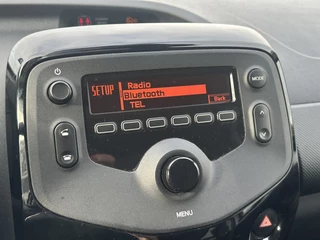 SETUP
Radio
Bluetooth
TEL
Back
MODE
MENU